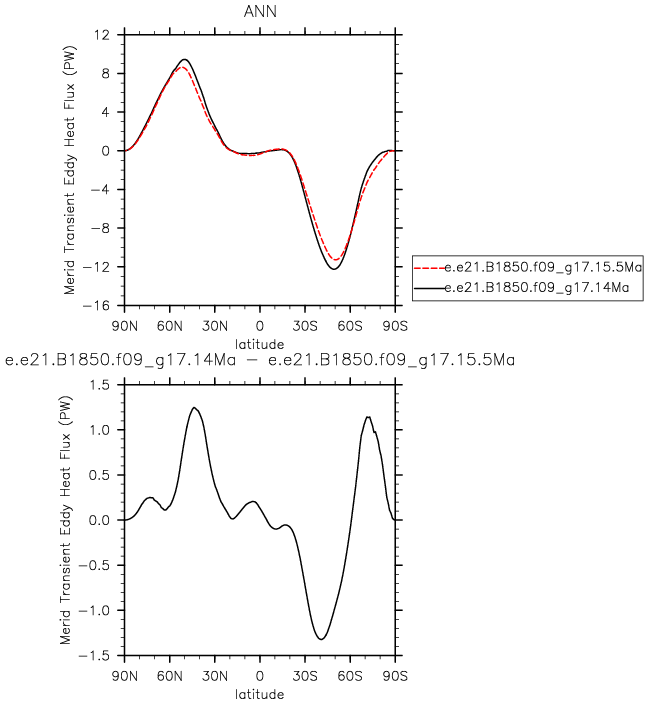 ANN
Merid Transient Eddy Heat Flux (PW)
12
8
4
0
−4
−8
−12
−16
90N 60N 30N 0 30S 60S 90S
latitude
e.e21.B1850.f09_g17.15.5Ma
e.e21.B1850.f09_g17.14Ma
e.e21.B1850.f09_g17.14Ma − e.e21.B1850.f09_g17.15.5Ma
Merid Transient Eddy Heat Flux (PW)
1.5
1.0
0.5
0.0
−0.5
−1.0
−1.5
90N 60N 30N 0 30S 60S 90S
latitude